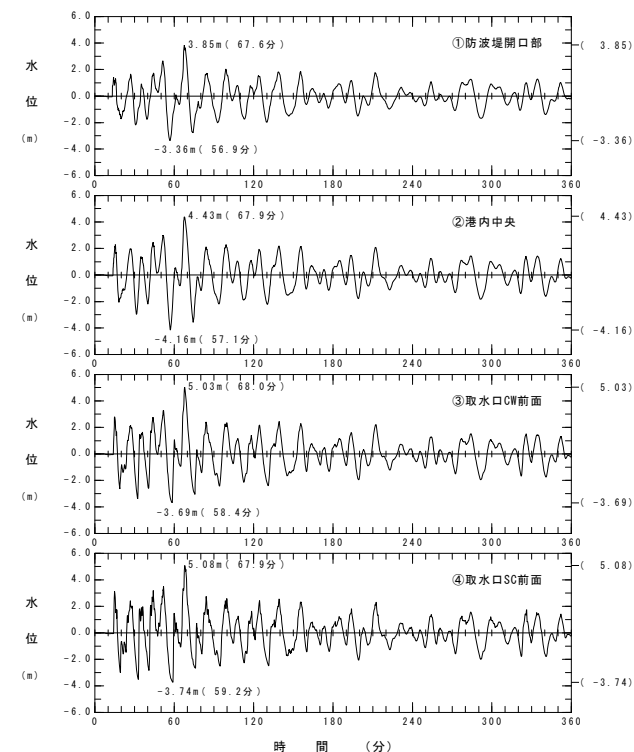 6.0
4.0
2.0
0.0
-2.0
-4.0
-6.0
水
位
(m)
3.85m( 67.6分)
①防波堤開口部
( 3.85)
-3.36m( 56.9分)
( -3.36)
0 60 120 180 240 300 360
6.0
4.0
2.0
0.0
-2.0
-4.0
-6.0
水
位
(m)
4.43m( 67.9分)
②港内中央
( 4.43)
-4.16m( 57.1分)
( -4.16)
0 60 120 180 240 300 360
6.0
4.0
2.0
0.0
-2.0
-4.0
-6.0
水
位
(m)
5.03m( 68.0分)
③取水口CW前面
( 5.03)
-3.69m( 58.4分)
( -3.69)
0 60 120 180 240 300 360
6.0
4.0
2.0
0.0
-2.0
-4.0
-6.0
水
位
(m)
5.08m( 67.9分)
④取水口SC前面
( 5.08)
-3.74m( 59.2分)
( -3.74)
0 60 120 180 240 300 360
時 間 (分)